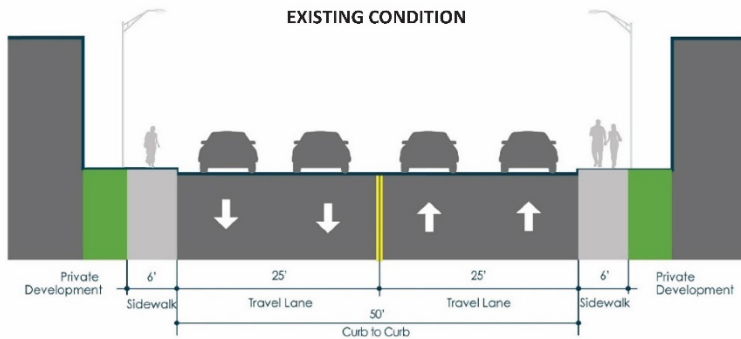 EXISTING CONDITION
Private
Development
6'
Sidewalk
25'
Travel Lane
25'
Travel Lane
6'
Sidewalk
Private
Development
50'
Curb to Curb